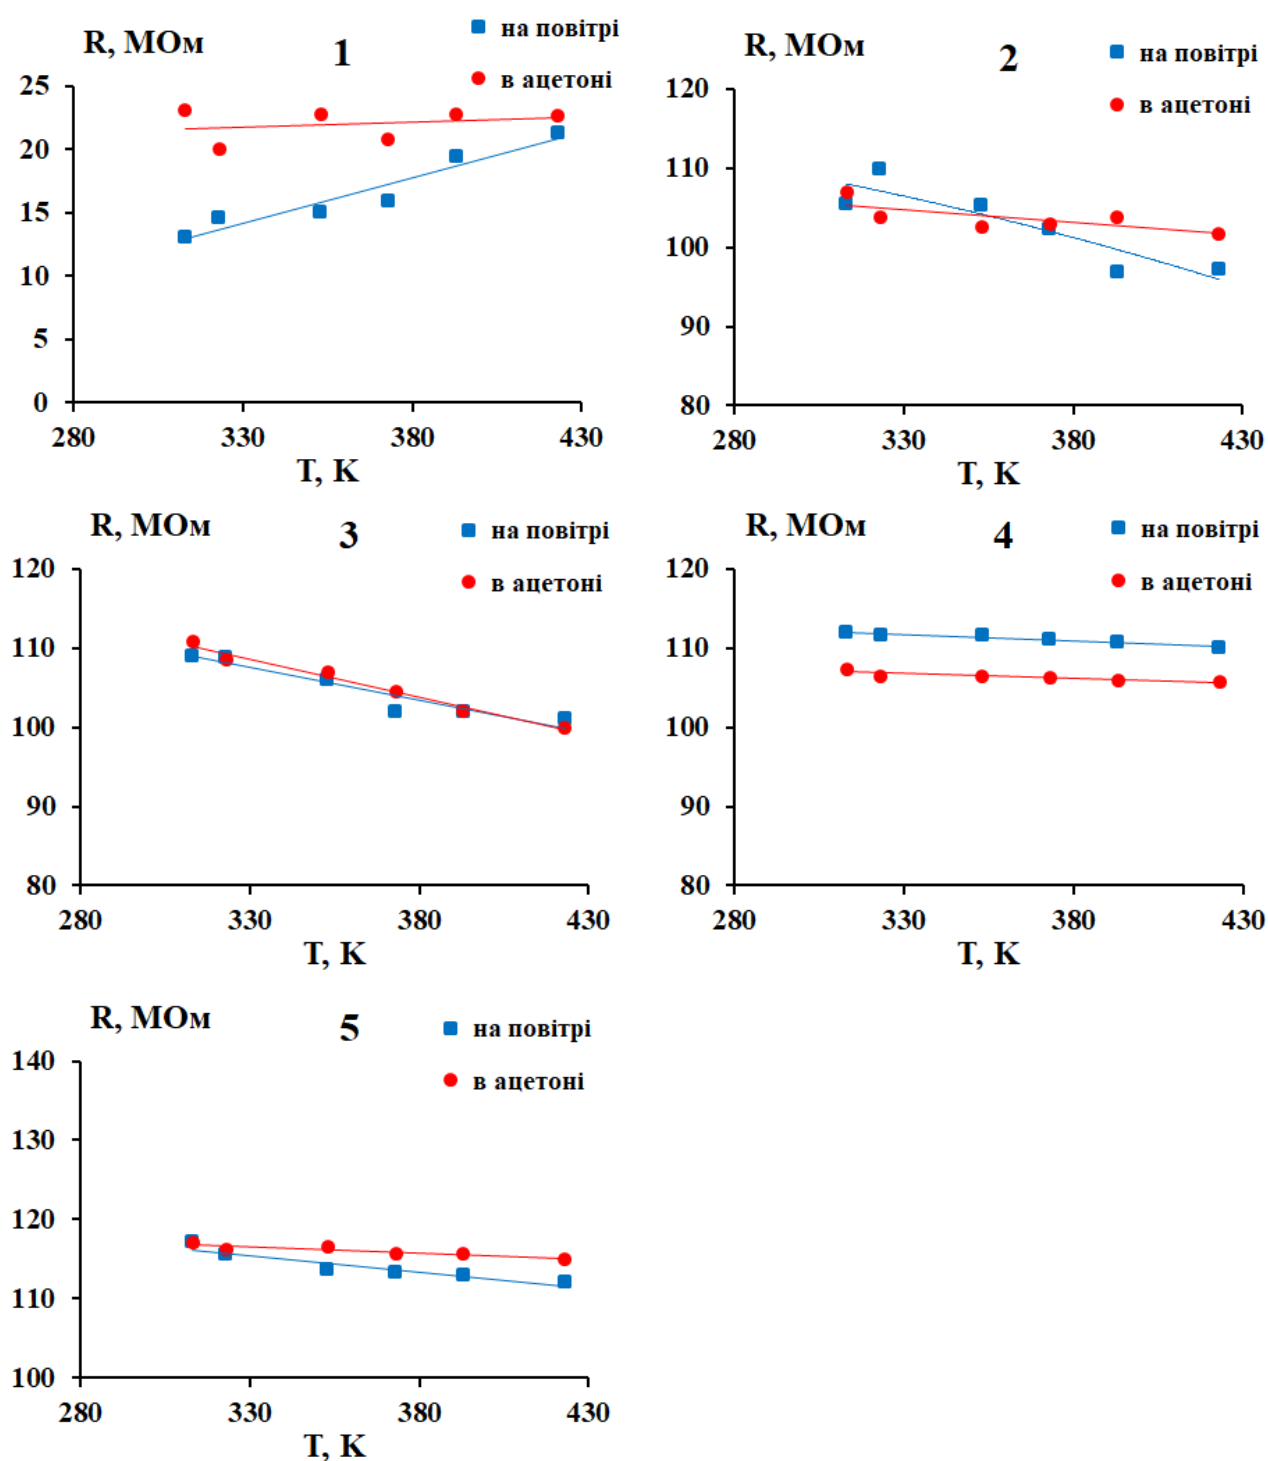 R, МОм
1
на повітрі
в ацетоні
25
20
15
10
5
0
280 330 380 430
T, K
R, МОм
2
на повітрі
в ацетоні
120
110
100
90
80
280 330 380 430
T, K
R, МОм
3
на повітрі
в ацетоні
120
110
100
90
80
280 330 380 430
T, K
R, МОм
4
на повітрі
в ацетоні
120
110
100
90
80
280 330 380 430
T, K
R, МОм
5
на повітрі
в ацетоні
140
130
120
110
100
280 330 380 430
T, K